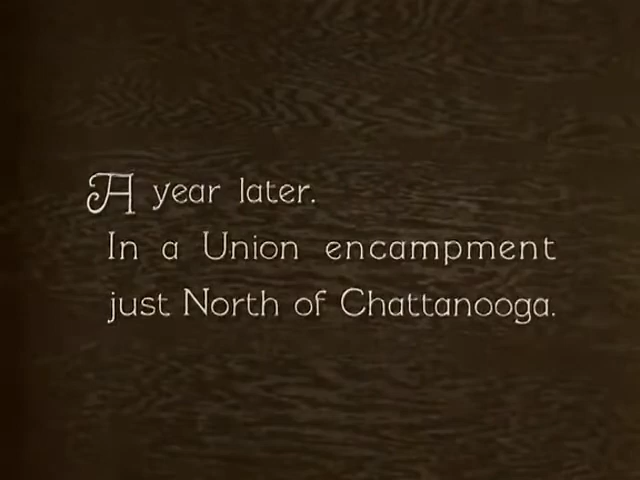 A year later.
In a Union encampment
just North of Chattanooga.